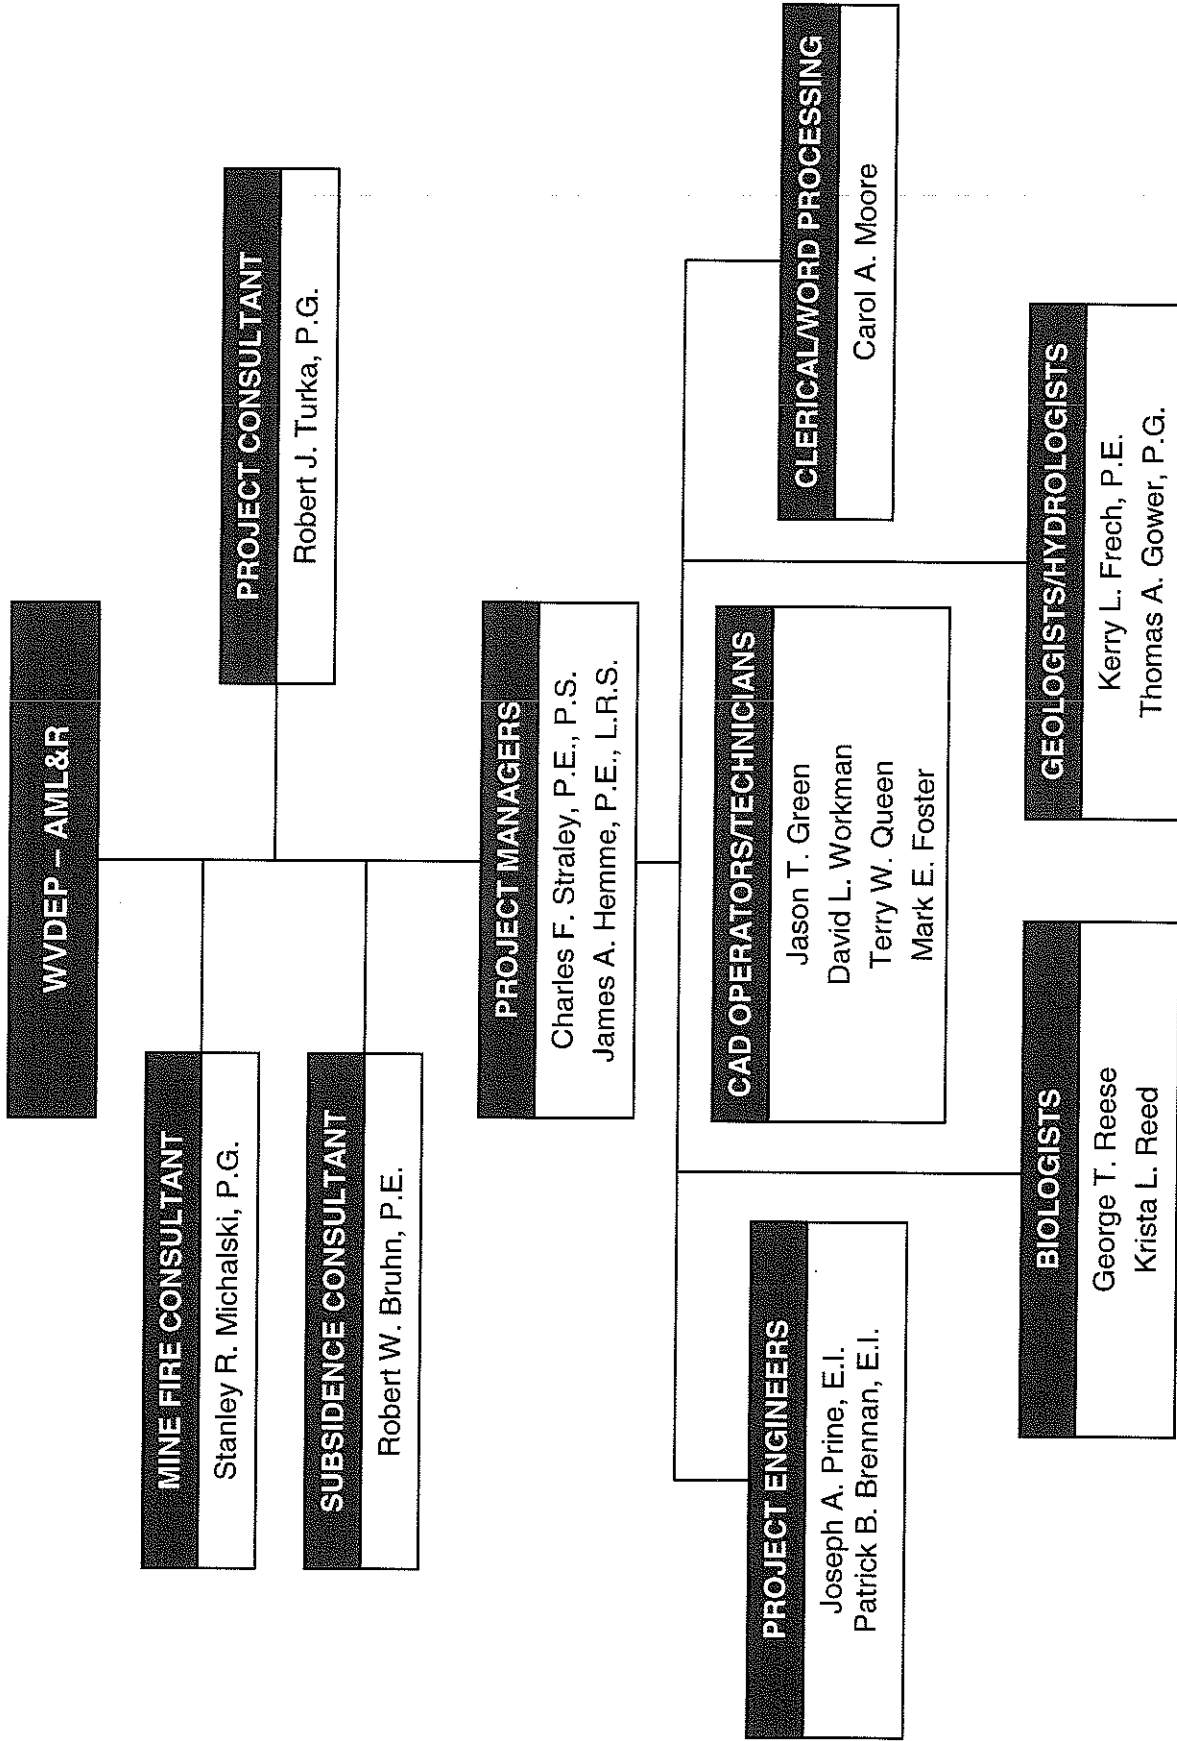 WVDEP – AML&R
MINE FIRE CONSULTANT
Stanley R. Michalski, P.G.
PROJECT CONSULTANT
Robert J. Turka, P.G.
SUBSIDENCE CONSULTANT
Robert W. Bruhn, P.E.
PROJECT MANAGERS
Charles F. Straley, P.E., P.S.
James A. Hemme, P.E., L.R.S.
PROJECT ENGINEERS
Joseph A. Prine, E.I.
Patrick B. Brennan, E.I.
CAD OPERATORS/TECHNICIANS
Jason T. Green
David L. Workman
Terry W. Queen
Mark E. Foster
CLERICAL/WORD PROCESSING
Carol A. Moore
BIOLOGISTS
George T. Reese
Krista L. Reed
GEOLOGISTS/HYDROLOGISTS
Kerry L. Frech, P.E.
Thomas A. Gower, P.G.